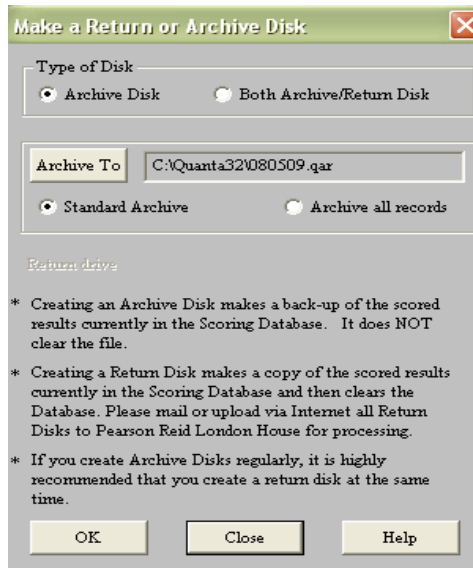 Make a Return or Archive Disk
Type of Disk
Archive Disk Both Archive/Return Disk
Archive To C:\Quanta32\080509.qar
Standard Archive Archive all records
Return drive
* Creating an Archive Disk makes a back-up of the scored
results currently in the Scoring Database. It does NOT
clear the file.
* Creating a Return Disk makes a copy of the scored results
currently in the Scoring Database and then clears the
Database. Please mail or upload via Internet all Return
Disks to Pearson Reid London House for processing.
* If you create Archive Disks regularly, it is highly
recommended that you create a return disk at the same
time.
OK Close Help